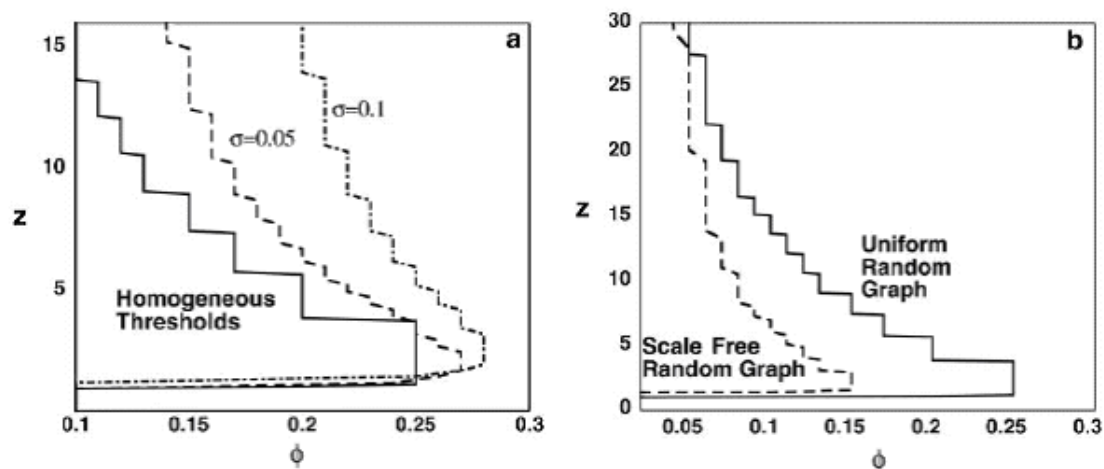 a
15
10
5
z
σ=0.05
σ=0.1
Homogeneous
Thresholds
0.1
0.15
0.2
0.25
0.3
ϕ
b
30
25
20
15
10
5
0
z
Uniform
Random
Graph
Scale Free
Random Graph
0.05
0.1
0.15
0.2
0.25
0.3
ϕ